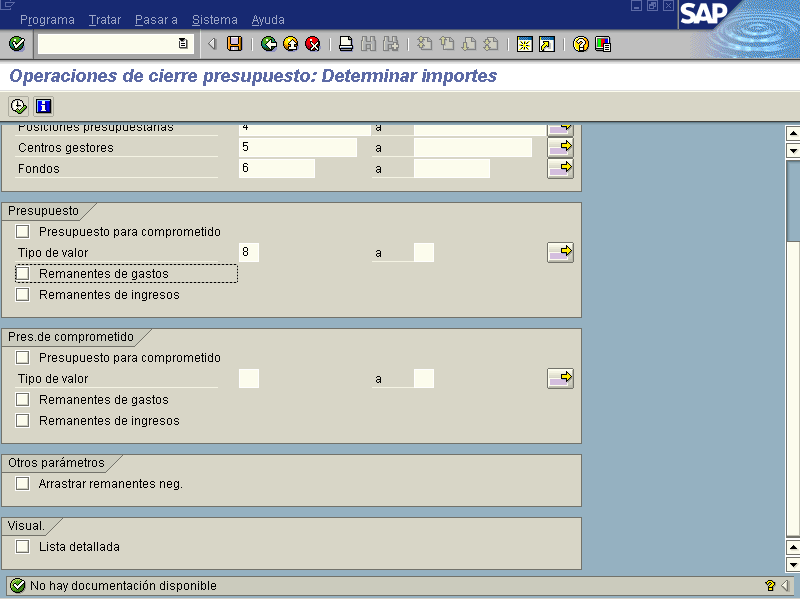 Programa Tratar Pasar a Sistema Ayuda
SAP
Operaciones de cierre presupuesto: Determinar importes
Posiciones presupuestarias 4 a
Centros gestores 5 a
Fondos 6 a
Presupuesto
Presupuesto para comprometido
Tipo de valor 8 a
Remanentes de gastos
Remanentes de ingresos
Pres.de comprometido
Presupuesto para comprometido
Tipo de valor a
Remanentes de gastos
Remanentes de ingresos
Otros parámetros
Arrastrar remanentes neg.
Visual.
Lista detallada
No hay documentación disponible